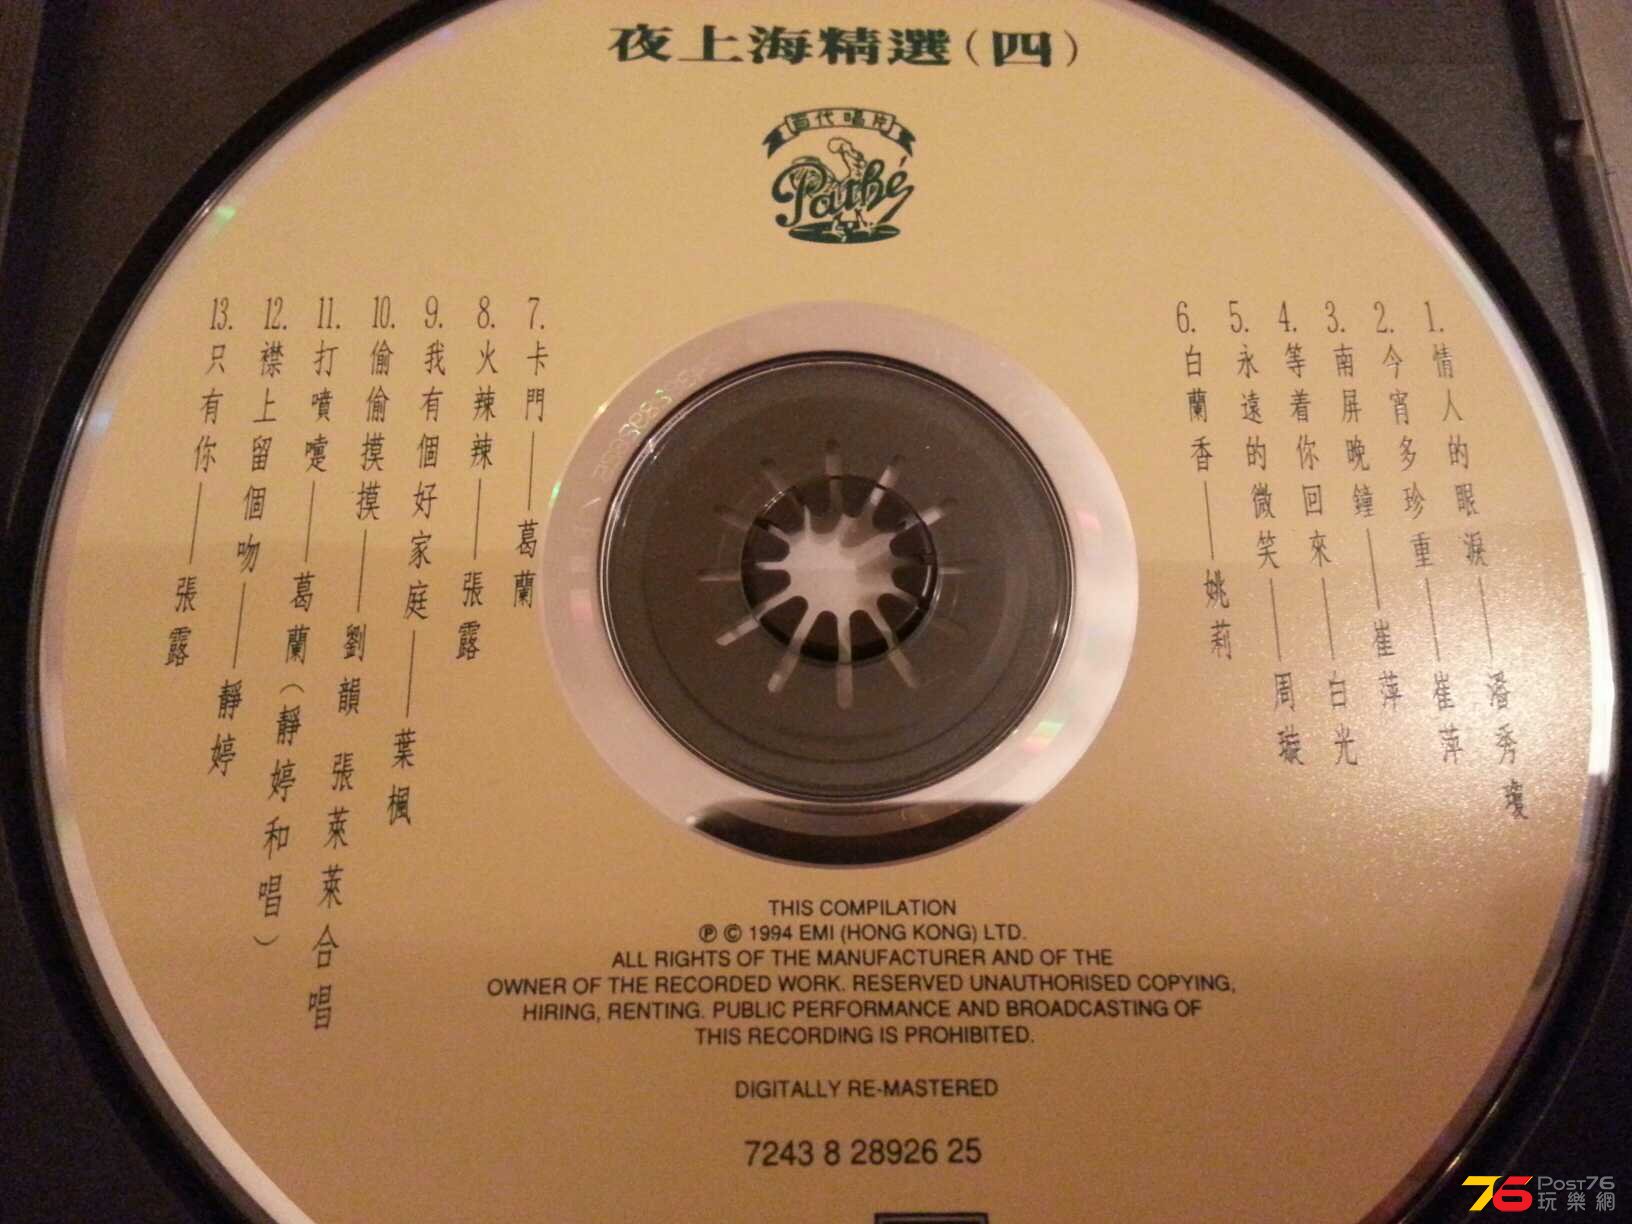 夜上海精選(四)
百代唱片
Pathé
1.情人的眼淚——潘秀瓊
2.今宵多珍重——崔萍
3.南屏晚鐘——崔萍
4.等着你回來——白光
5.永遠的微笑——周璇
6.白蘭香——姚莉
7.卡門——葛蘭
8.火辣辣——張露
9.我有個好家庭——葉楓
10.偷偷摸摸——劉韻 張萊萊合唱
11.打噴嚏——葛蘭(靜婷和唱)
12.襟上留個吻——靜婷
13.只有你——張露
THIS COMPILATION
℗ © 1994 EMI (HONG KONG) LTD.
ALL RIGHTS OF THE MANUFACTURER AND OF THE
OWNER OF THE RECORDED WORK. RESERVED UNAUTHORISED COPYING,
HIRING, RENTING. PUBLIC PERFORMANCE AND BROADCASTING OF
THIS RECORDING IS PROHIBITED.
DIGITALLY RE-MASTERED
7243 8 28926 25
76 POST76
玩樂網